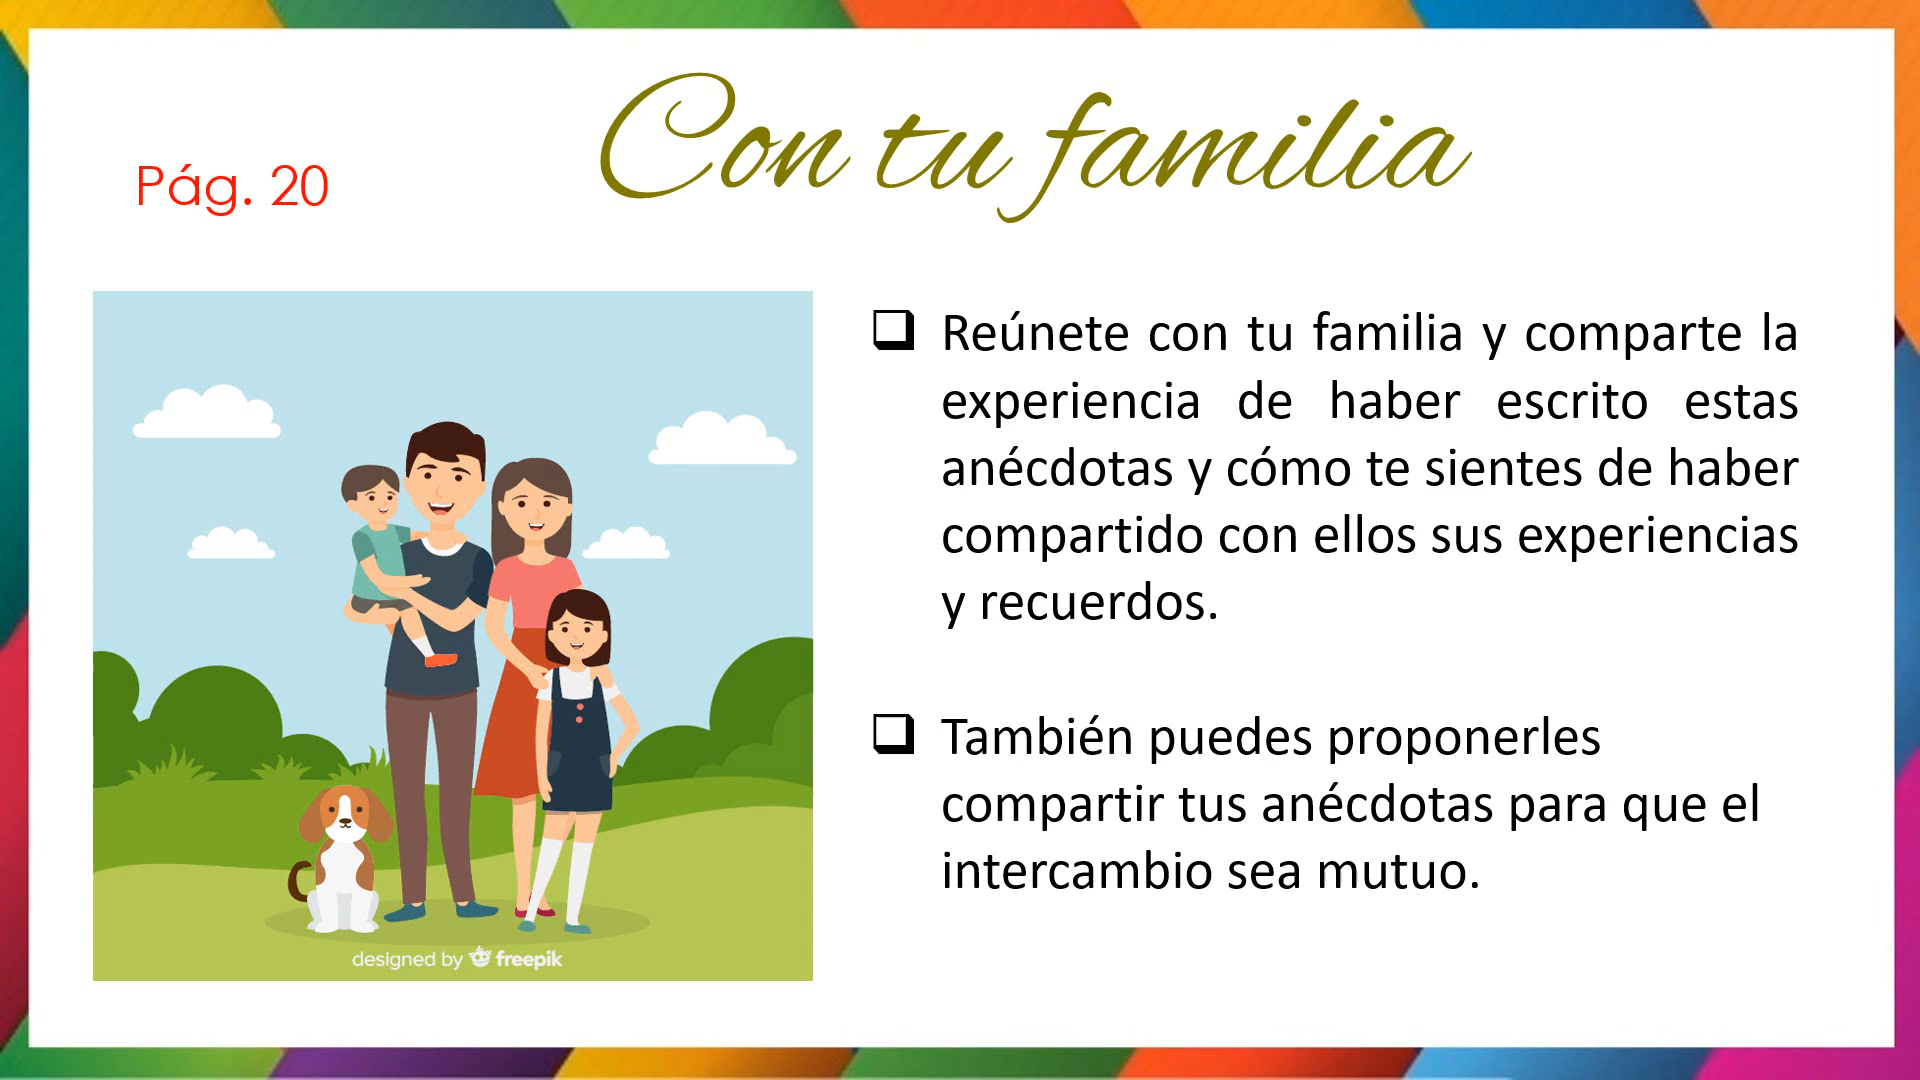 Con tu familia
Pág. 20
Reúnete con tu familia y comparte la
experiencia de haber escrito estas
anécdotas y cómo te sientes de haber
compartido con ellos sus experiencias
y recuerdos.
También puedes proponerles
compartir tus anécdotas para que el
intercambio sea mutuo.
designed by freepik